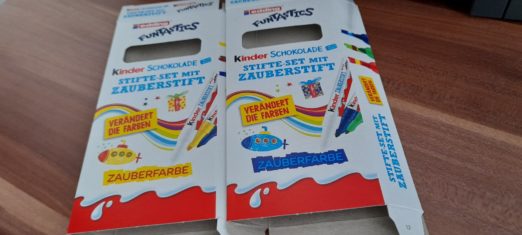 edding
FUNTASTICS
Kinder SCHOKOLADE
STIFTE-SET MIT
ZAUBERSTIFT
VERÄNDERT
DIE FARBEN
ZAUBERFARBE
edding
FUNTASTICS
Kinder SCHOKOLADE
STIFTE-SET MIT
ZAUBERSTIFT
VERÄNDERT
DIE FARBEN
ZAUBERFARBE
STIFTE-SET MIT
ZAUBERSTIFT